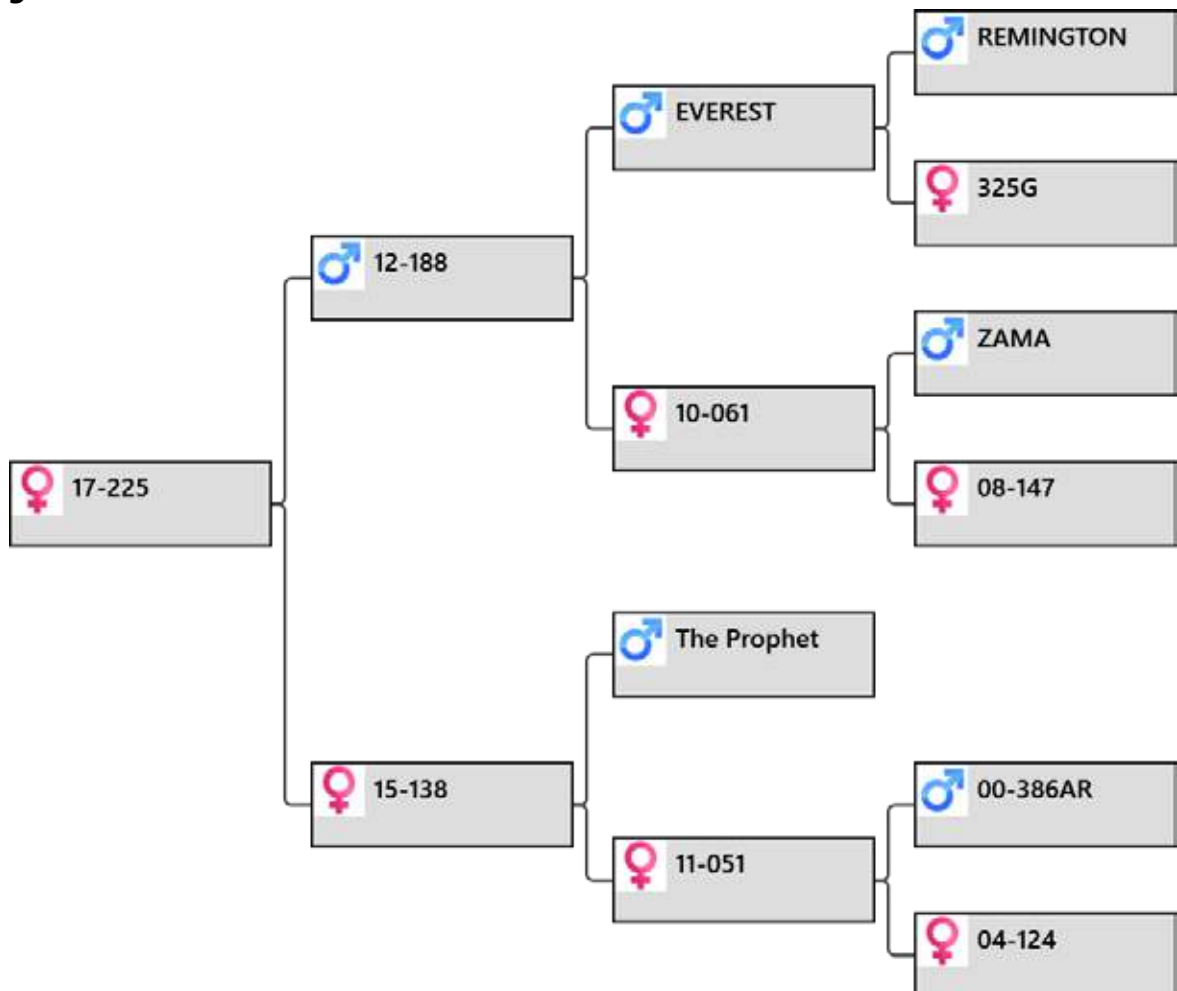 REMINGTON
EVEREST
325G
12-188
ZAMA
10-061
08-147
17-225
The Prophet
15-138
00-386AR
11-051
04-124